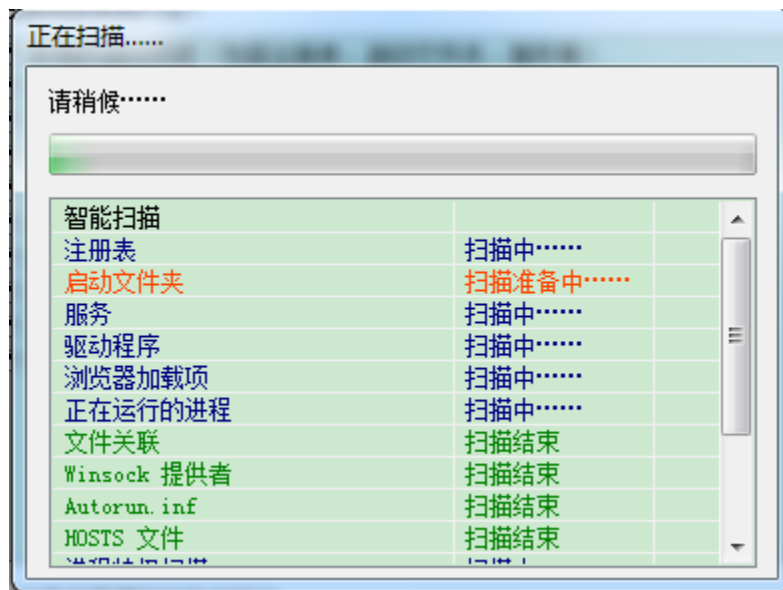 正在扫描......
请稍候……
智能扫描
注册表 扫描中……
启动文件夹 扫描准备中……
服务 扫描中……
驱动程序 扫描中……
浏览器加载项 扫描中……
正在运行的进程 扫描中……
文件关联 扫描结束
Winsock 提供者 扫描结束
Autorun.inf 扫描结束
HOSTS 文件 扫描结束